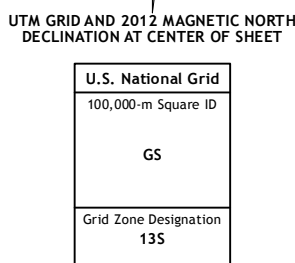 UTM GRID AND 2012 MAGNETIC NORTH
DECLINATION AT CENTER OF SHEET
U.S. National Grid
100,000-m Square ID
GS
Grid Zone Designation
13S